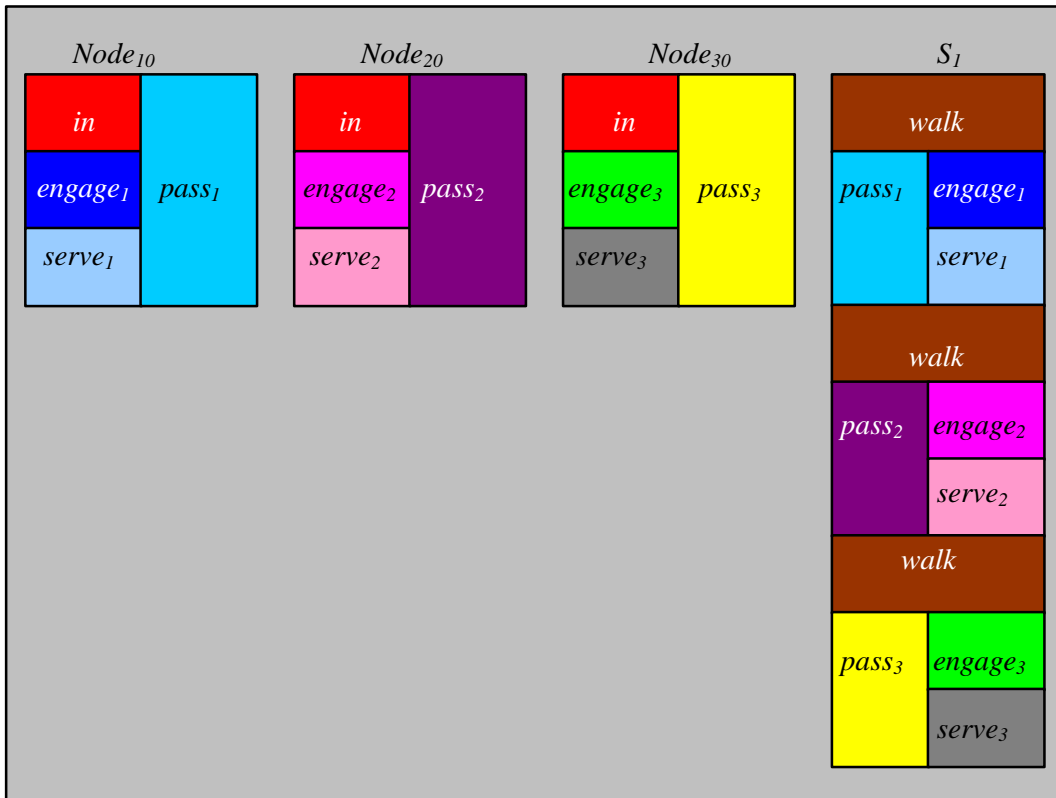 Node10 Node20 Node30 S1
in in in walk
engage1 pass1 engage2 pass2 engage3 pass3 pass1 engage1
serve1 serve2 serve3 serve1
walk
pass2 engage2
serve2
walk
pass3 engage3
serve3